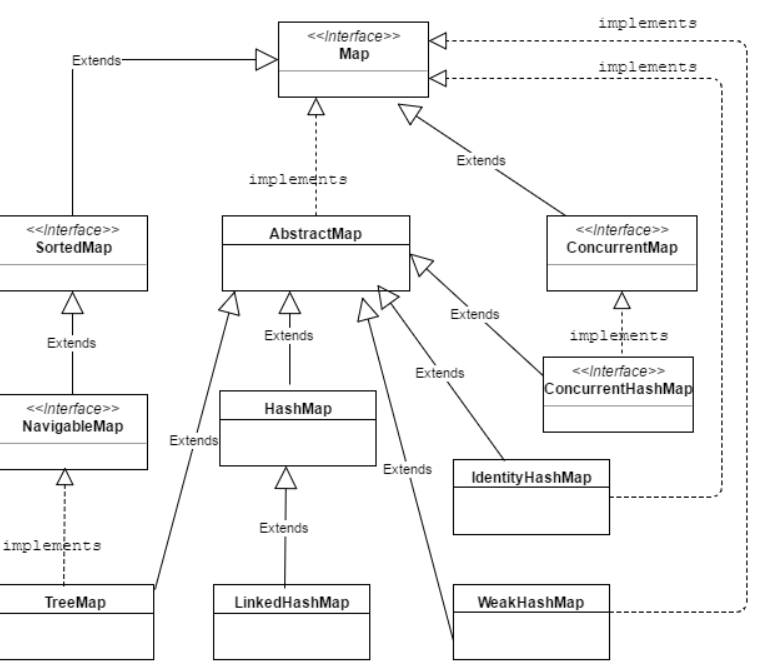 implements
<<Interface>>
Map
Extends
implements
Extends
implements
<<Interface>>
SortedMap
AbstractMap
<<Interface>>
ConcurrentMap
Extends
Extends
Extends
implements
<<Interface>>
ConcurrentHashMap
Extends
<<Interface>>
NavigableMap
HashMap
Extends
Extends
IdentityHashMap
Extends
implements
TreeMap
LinkedHashMap
WeakHashMap